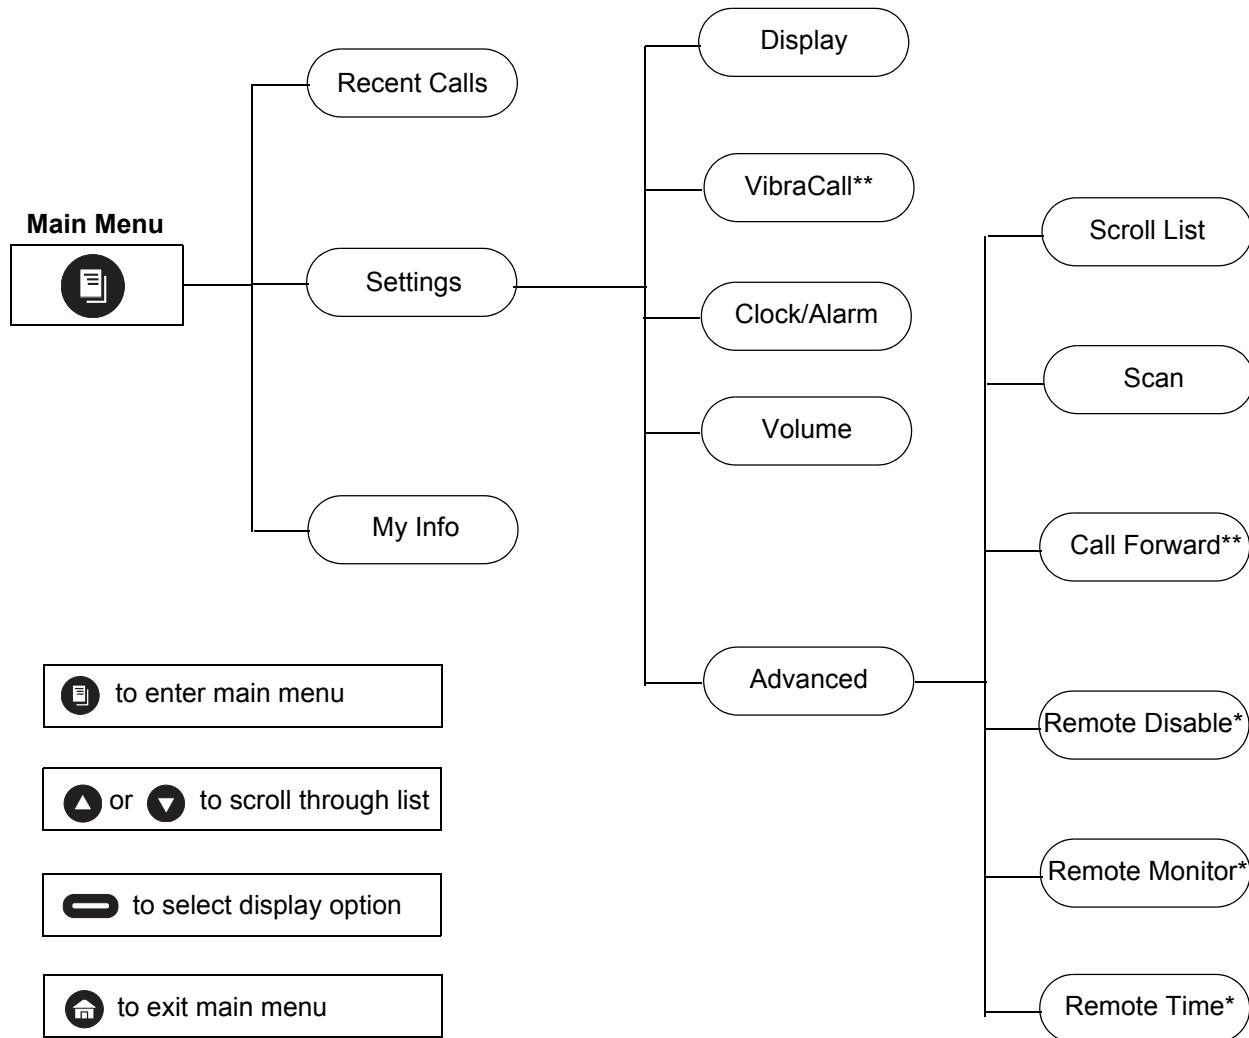 Main Menu
Recent Calls
Settings
My Info
Display
VibraCall**
Clock/Alarm
Volume
Advanced
Scroll List
Scan
Call Forward**
Remote Disable*
Remote Monitor*
Remote Time*
to enter main menu
or to scroll through list
to select display option
to exit main menu